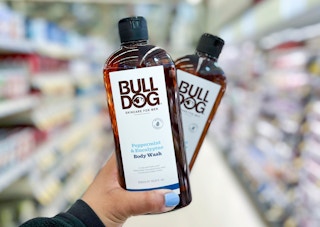 BULL
DOG
SKINCARE FOR MEN
Peppermint
& Eucalyptus
Body Wash
BULL
DOG